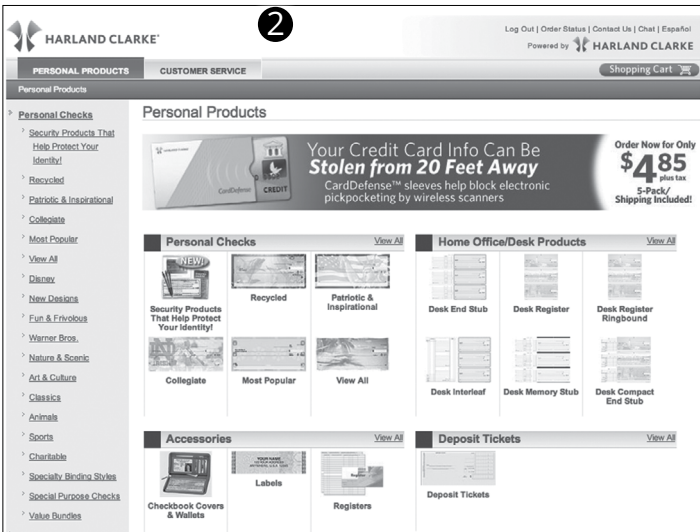 2
HARLAND CLARKE
Log Out | Order Status | Contact Us | Chat | Español
Powered by HARLAND CLARKE
PERSONAL PRODUCTS
CUSTOMER SERVICE
Shopping Cart
Personal Products
Personal Checks
Security Products That
Help Protect Your
Identity!
Recycled
Patriotic & Inspirational
Collegiate
Most Popular
View All
Disney
New Designs
Fun & Frivolous
Warner Bros.
Nature & Scenic
Art & Culture
Classics
Animals
Sports
Charitable
Specialty Binding Styles
Special Purpose Checks
Value Bundles
Personal Products
CardDefense
CREDIT
Your Credit Card Info Can Be
Stolen from 20 Feet Away
CardDefense™ sleeves help block electronic
pickpocketing by wireless scanners
Order Now for Only
$4.85
plus tax
5-Pack/
Shipping Included!
Personal Checks
View All
NEW!
Security Products
That Help Protect
Your Identity!
Recycled
Patriotic &
Inspirational
Collegiate
Most Popular
View All
Home Office/Desk Products
View All
Desk End Stub
Desk Register
Desk Register
Ringbound
Desk Interleaf
Desk Memory Stub
Desk Compact
End Stub
Accessories
View All
Checkbook Covers
& Wallets
YOUR NAME
Labels
Registers
Deposit Tickets
View All
Deposit Tickets